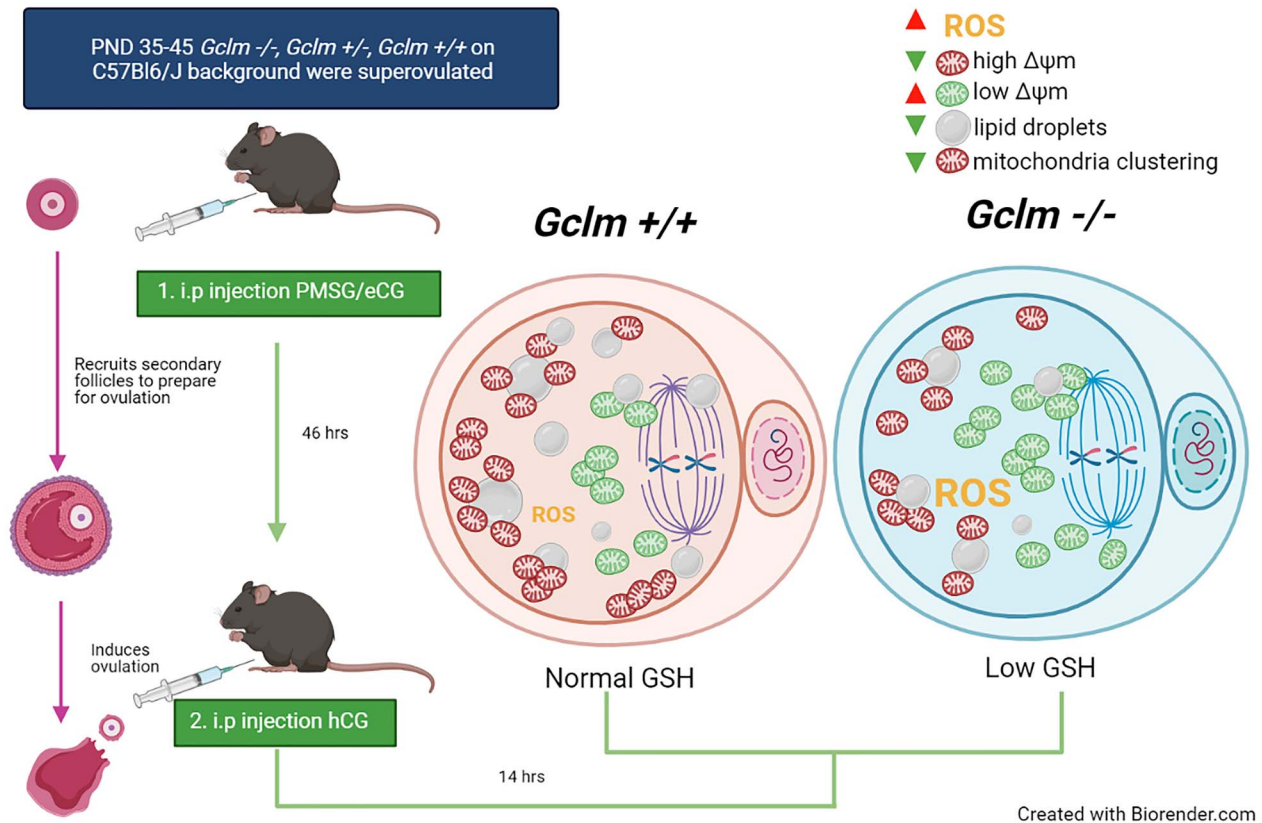 PND 35-45 Gclm -/-, Gclm +/-, Gclm +/+ on
C57Bl6/J background were superovulated
1. i.p injection PMSG/eCG
Recruits secondary
follicles to prepare
for ovulation
46 hrs
Induces
ovulation
2. i.p injection hCG
14 hrs
ROS
high Δψm
low Δψm
lipid droplets
mitochondria clustering
Gclm +/+
Gclm -/-
ROS
ROS
Normal GSH
Low GSH
Created with Biorender.com